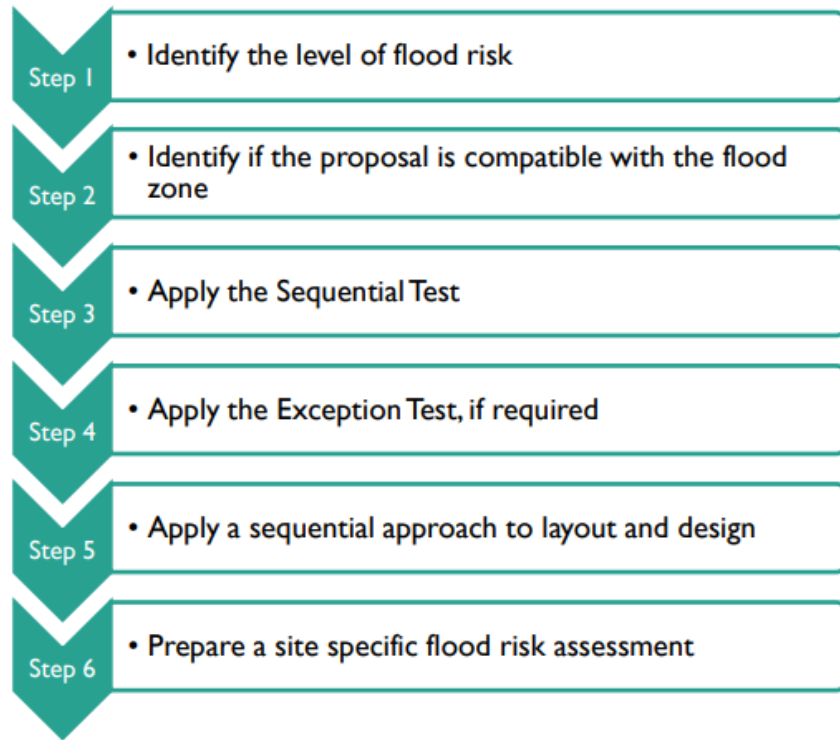 Step 1
• Identify the level of flood risk
Step 2
• Identify if the proposal is compatible with the flood
zone
Step 3
• Apply the Sequential Test
Step 4
• Apply the Exception Test, if required
Step 5
• Apply a sequential approach to layout and design
Step 6
• Prepare a site specific flood risk assessment